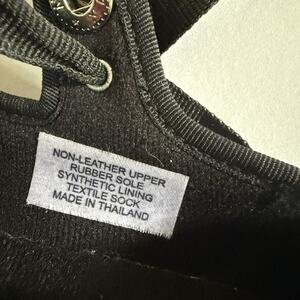 NON-LEATHER UPPER
RUBBER SOLE
SYNTHETIC LINING
TEXTILE SOCK
MADE IN THAILAND